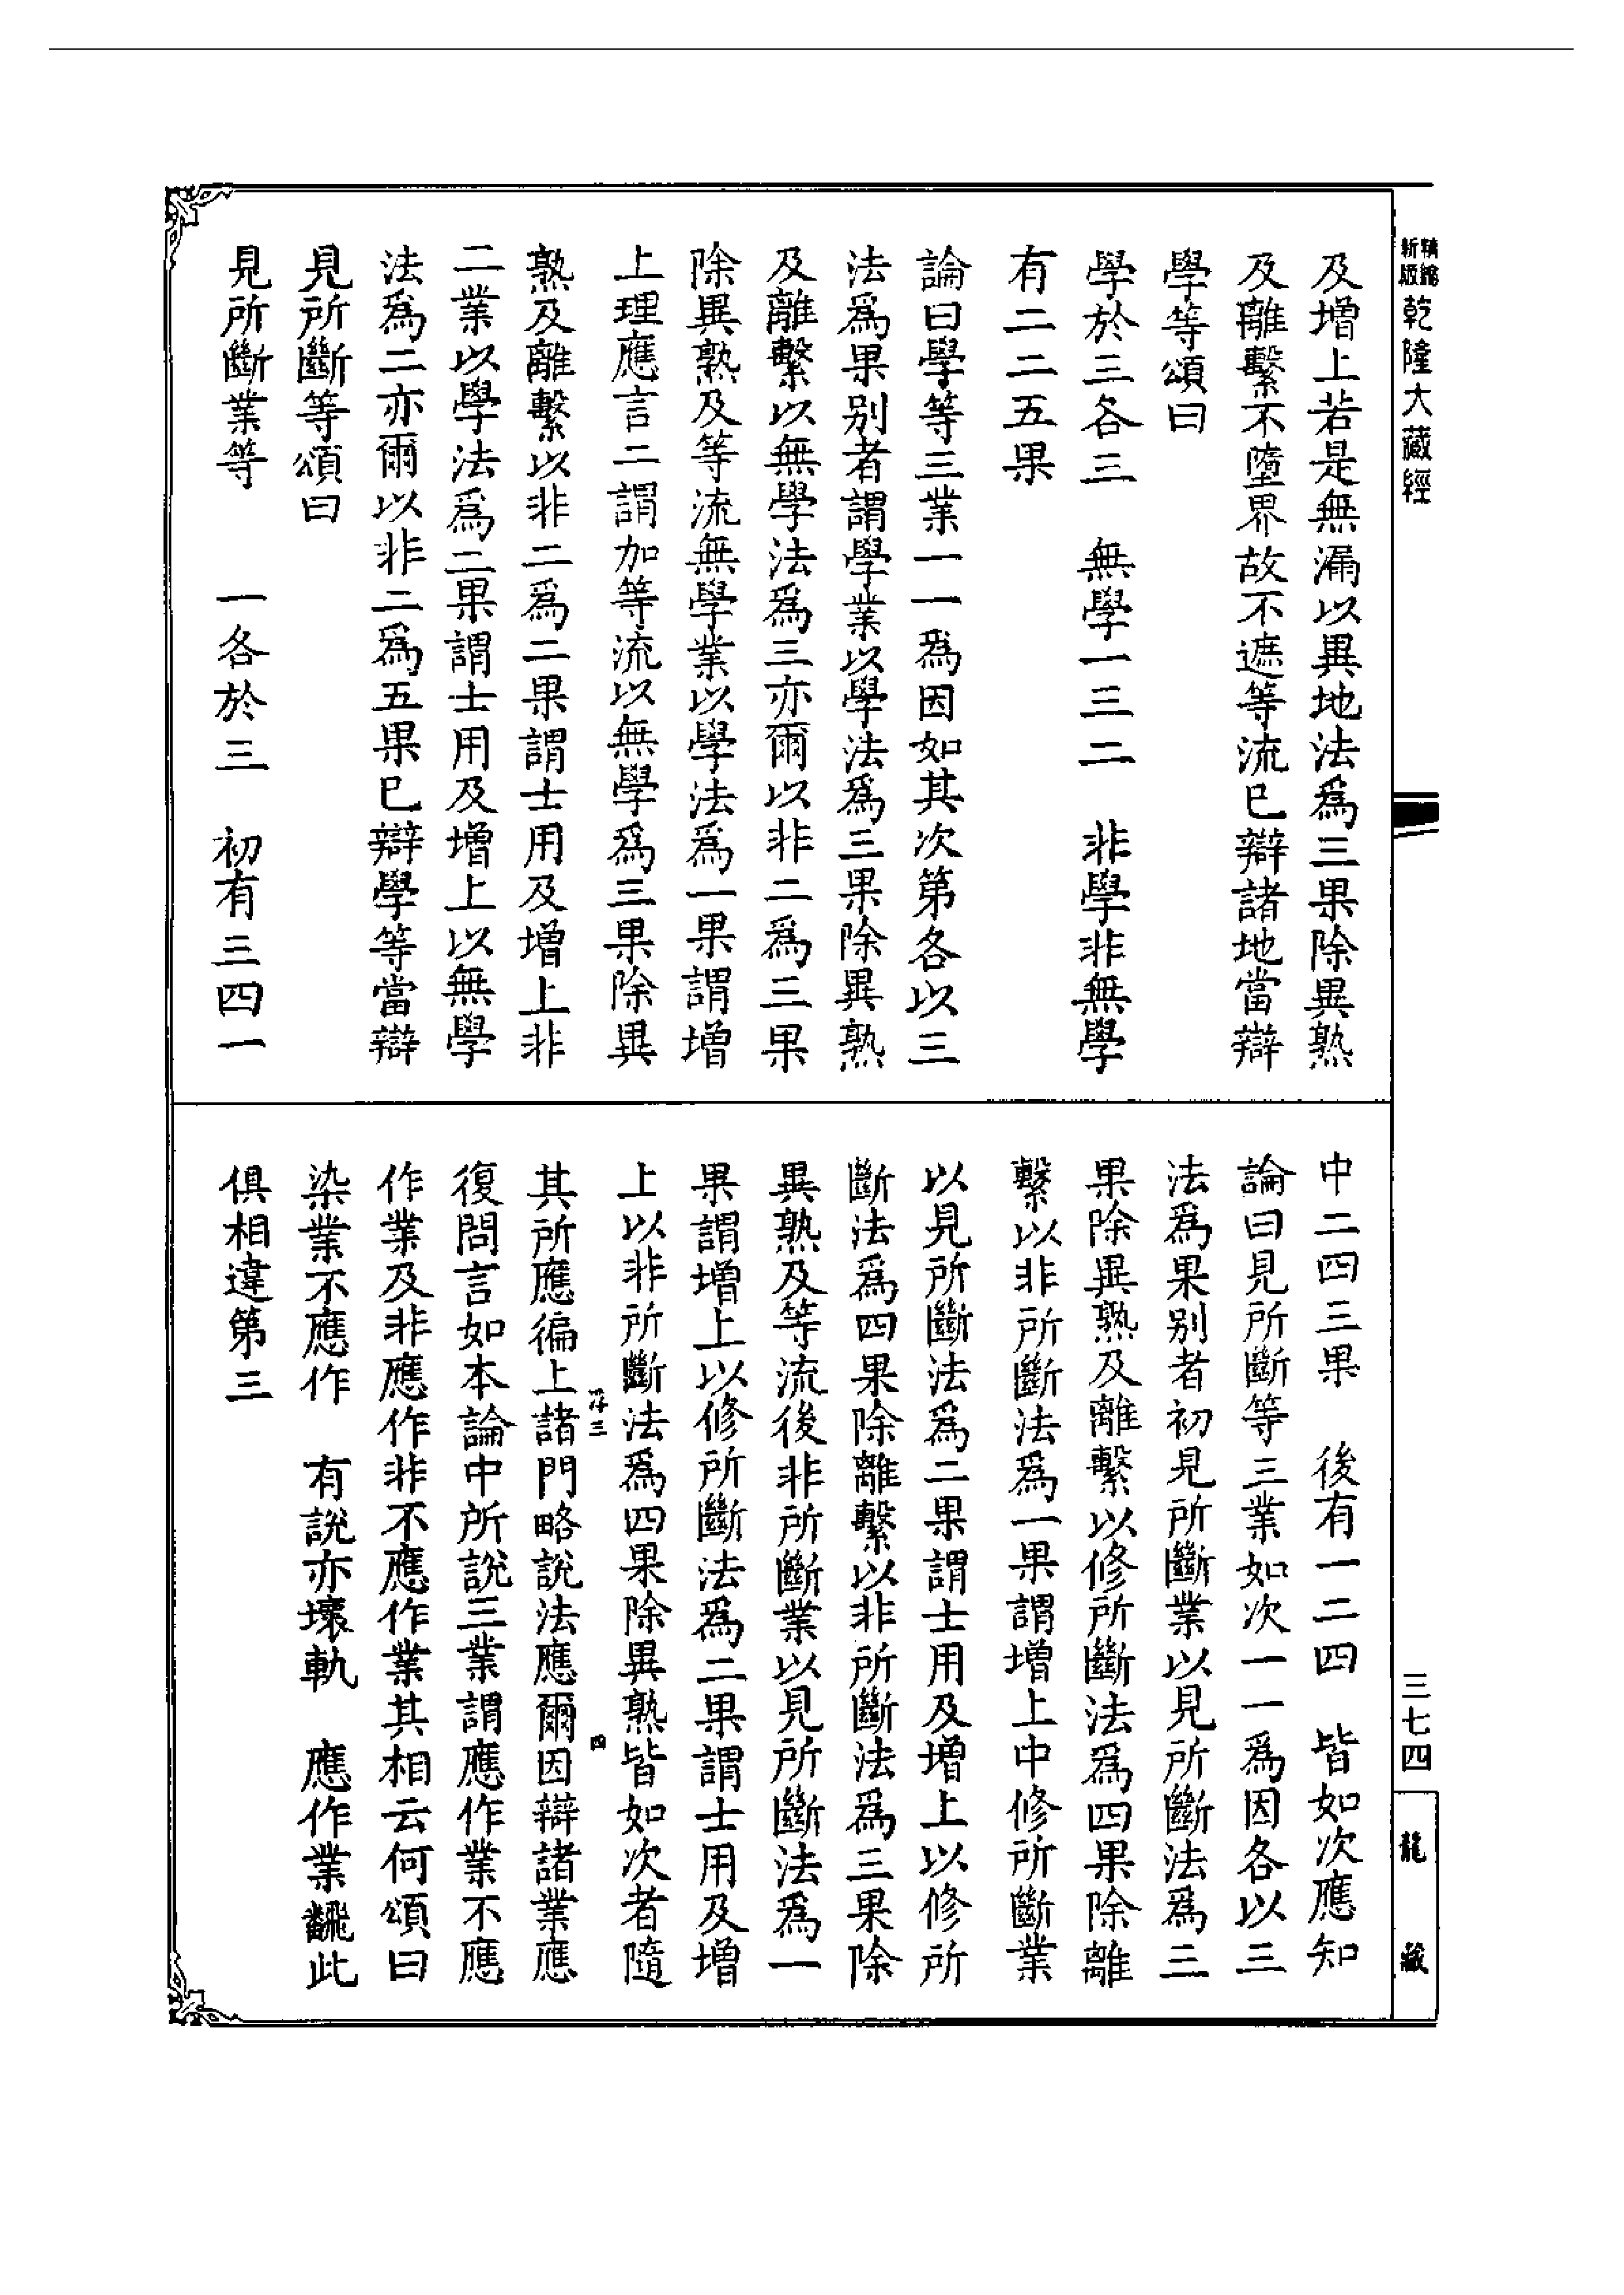 精縮新版乾隆大藏經
三七四
龍藏
及增上若是無漏以異地法爲三果除異熟
及離繫不墮界故不遮等流已辯諸地當辯
學等頌曰
學於三各三　無學一三二　非學非無學
有二二五果
論曰學等三業一一爲因如其次第各以三
法爲果別者謂學業以學法爲三果除異熟
及離繫以無學法爲三亦爾以非二爲三果
除異熟及等流無學業以學法爲一果謂增
上理應言二謂加等流以無學爲三果除異
熟及離繫以非二爲二果謂士用及增上非
二業以學法爲二果謂士用及增上以無學
法爲二亦爾以非二爲五果已辯學等當辯
見所斷等頌曰
見所斷業等　一各於三　初有三四一
中二四三果　後有一二四　皆如次應知
論曰見所斷等三業如次一一爲因各以三
法爲果別者初見所斷業以見所斷法爲三
果除異熟及離繫以修所斷法爲四果除離
繫以非所斷法爲一果謂增上中修所斷業
以見所斷法爲二果謂士用及增上以修所
斷法爲四果除離繫以非所斷法爲三果除
異熟及等流後非所斷業以見所斷法爲一
果謂增上以修所斷法爲二果謂士用及增
上以非所斷法爲四果除異熟皆如次者隨
其所應徧上諸門略說法應爾因辯諸業應
復問言如本論中所說三業謂應作業不應
作業及非應作非不應作業其相云何頌曰
染業不應作　有說亦壞軌　應作業翻此
俱相違第三